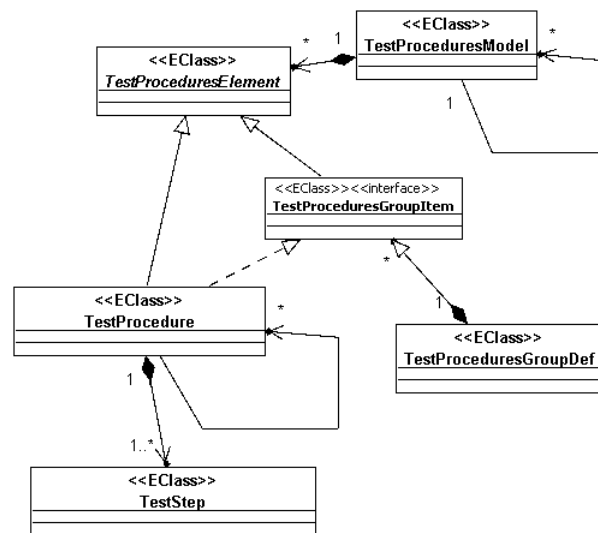 <<EClass>>
TestProceduresModel
*
1
*
<<EClass>>
TestProceduresElement
1
<<EClass>><<interface>>
TestProceduresGroupItem
*
<<EClass>>
TestProcedure
*
1
<<EClass>>
TestProceduresGroupDef
1
1..*
<<EClass>>
TestStep